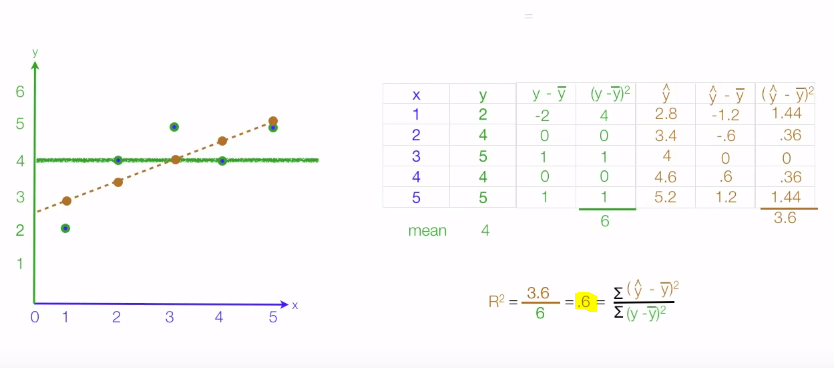 =
y
6
5
4
3
2
1
0 1 2 3 4 5 x
x y y - ȳ (y - ȳ)² ŷ ŷ - ȳ (ŷ - ȳ)²
1 2 -2 4 2.8 -1.2 1.44
2 4 0 0 3.4 -.6 .36
3 5 1 1 4 0 0
4 4 0 0 4.6 .6 .36
5 5 1 1 5.2 1.2 1.44
mean 4 6 3.6
R² = 3.6 / 6 = .6 = Σ (ŷ - ȳ)² / Σ (y - ȳ)²